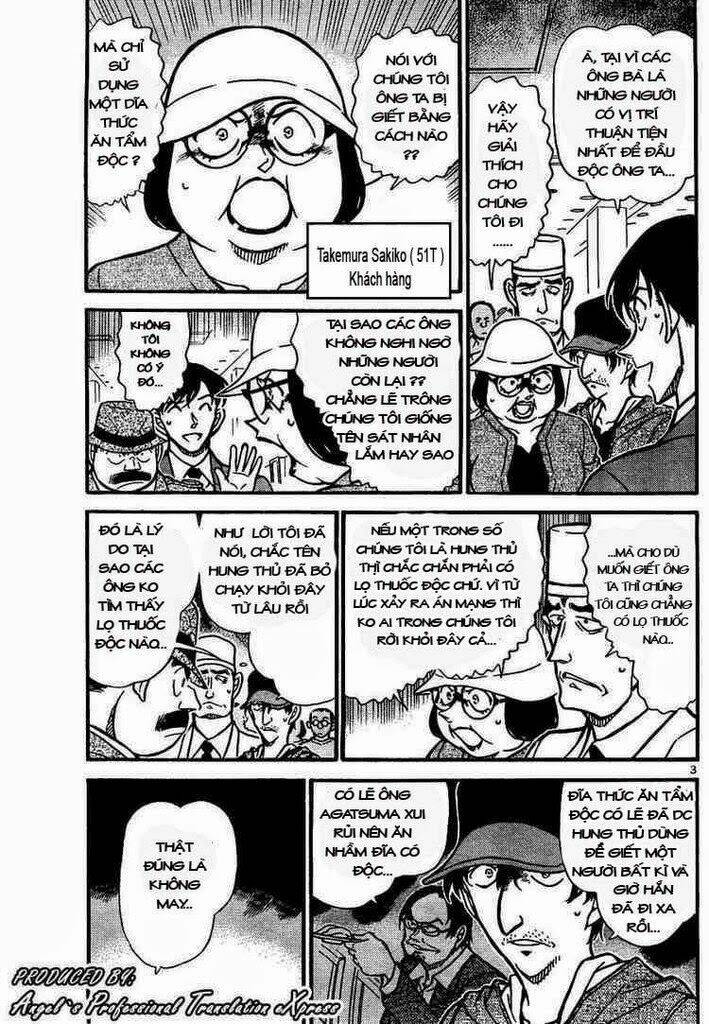 À, TẠI VÌ CÁC
ÔNG BÀ LÀ
NHỮNG NGƯỜI
CÓ VỊ TRÍ
THUẬN TIỆN
NHẤT ĐỂ ĐẦU
ĐỘC ÔNG TA...
VẬY
HÃY
GIẢI
THÍCH
CHO
CHÚNG
TÔI ĐI
......
NÓI VỚI
CHÚNG TÔI
ÔNG TA BỊ
GIẾT BẰNG
CÁCH NÀO
??
MÀ CHỈ
SỬ
DỤNG
MỘT DĨA
THỨC
ĂN TẨM
ĐỘC ?
Takemura Sakiko ( 51T )
Khách hàng
TẠI SAO CÁC ÔNG
KHÔNG NGHI NGỜ
NHỮNG NGƯỜI
CÒN LẠI ??
CHẲNG LẼ TRÔNG
CHÚNG TÔI GIỐNG
TÊN SÁT NHÂN
LẮM HAY SAO
KHÔNG
TÔI
KHÔNG
CÓ Ý
ĐÓ...
...MÀ CHO DÙ
MUỐN GIẾT ÔNG
TA THÌ CHÚNG
TÔI CŨNG CHẲNG
CÓ LỌ THUỐC
NÀO...
NẾU MỘT TRONG SỐ
CHÚNG TÔI LÀ HUNG THỦ
THÌ CHẮC CHẮN PHẢI CÓ
LỌ THUỐC ĐỘC CHỨ. VÌ TỪ
LÚC XẢY RA ÁN MẠNG THÌ
KO AI TRONG CHÚNG TÔI
RỜI KHỎI ĐÂY CẢ...
NHƯ LỜI TÔI ĐÃ
NÓI, CHẮC TÊN
HUNG THỦ ĐÃ BỎ
CHẠY KHỎI ĐÂY
TỪ LÂU RỒI
ĐÓ LÀ LÝ
DO TẠI
SAO CÁC
ÔNG KO
TÌM THẤY
LỌ THUỐC
ĐỘC NÀO...
3
ĐĨA THỨC ĂN TẨM
ĐỘC CÓ LẼ ĐÃ DC
HUNG THỦ DÙNG
ĐỂ GIẾT MỘT
NGƯỜI BẤT KÌ VÀ
GIỜ HẮN
ĐÃ ĐI XA
RỒI...
CÓ LẼ ÔNG
AGATSUMA XUI
RỦI NÊN ĂN
NHẦM DĨA CÓ
ĐỘC...
THẬT
ĐÚNG LÀ
KHÔNG
MAY...
PRODUCED BY:
Angel's Professional Translation eXpress